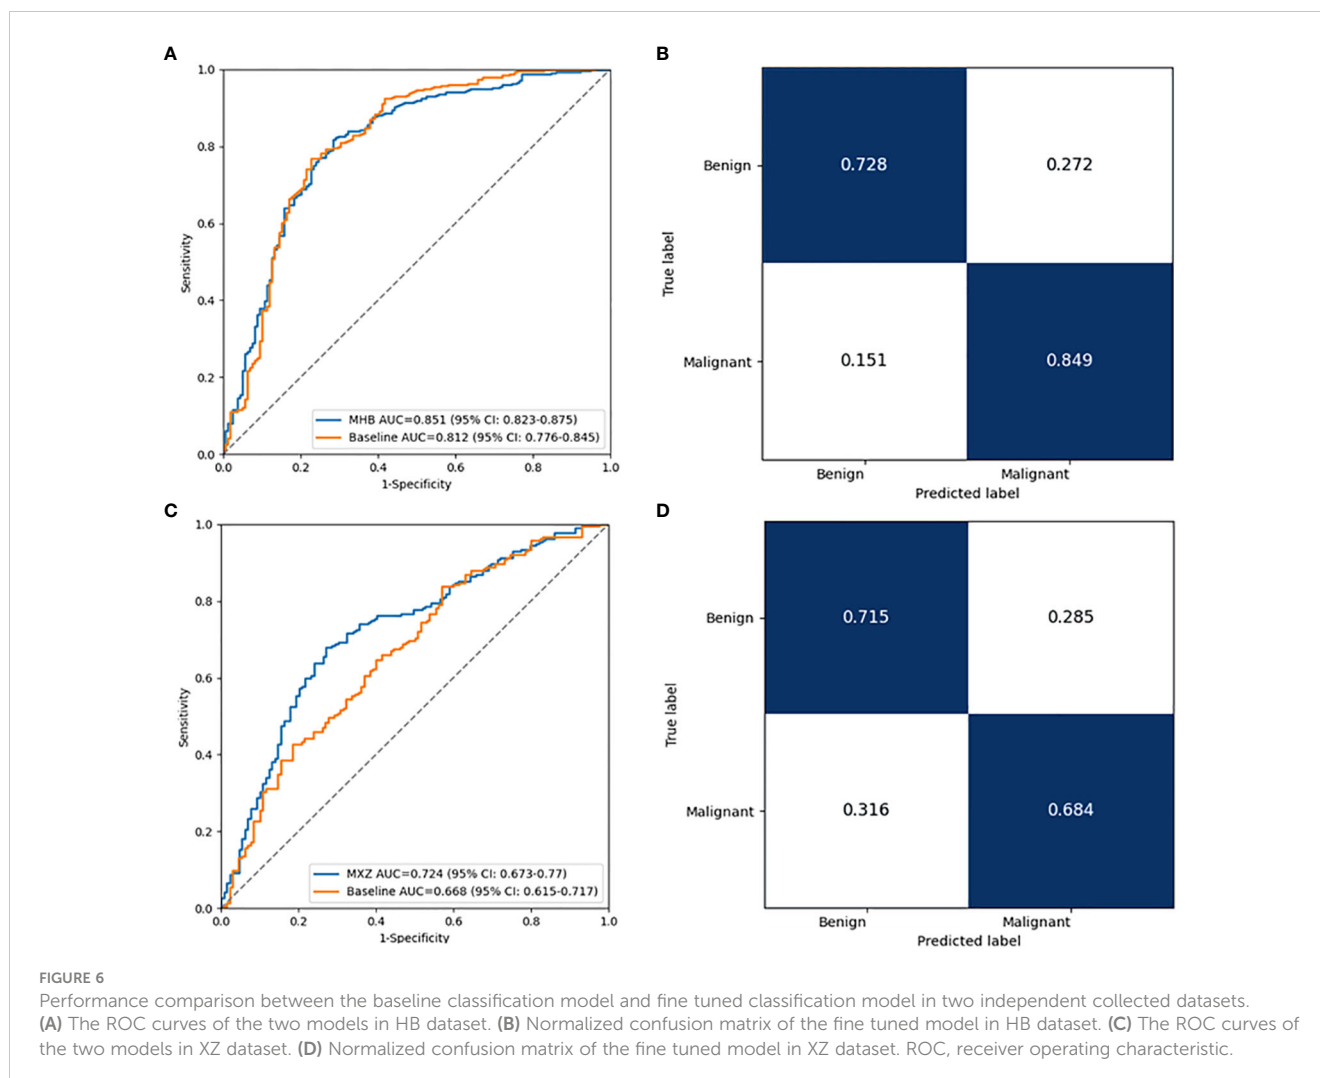 A
1.0
0.8
0.6
0.4
0.2
0.0
Sensitivity
MHB AUC=0.851 (95% CI: 0.823-0.875)
Baseline AUC=0.812 (95% CI: 0.776-0.845)
0.0 0.2 0.4 0.6 0.8 1.0
1-Specificity
B
True label
Benign
0.728 0.272
Malignant
0.151 0.849
Benign Malignant
Predicted label
C
1.0
0.8
0.6
0.4
0.2
0.0
Sensitivity
MXZ AUC=0.724 (95% CI: 0.673-0.77)
Baseline AUC=0.668 (95% CI: 0.615-0.717)
0.0 0.2 0.4 0.6 0.8 1.0
1-Specificity
D
True label
Benign
0.715 0.285
Malignant
0.316 0.684
Benign Malignant
Predicted label
FIGURE 6
Performance comparison between the baseline classification model and fine tuned classification model in two independent collected datasets.
(A) The ROC curves of the two models in HB dataset. (B) Normalized confusion matrix of the fine tuned model in HB dataset. (C) The ROC curves of
the two models in XZ dataset. (D) Normalized confusion matrix of the fine tuned model in XZ dataset. ROC, receiver operating characteristic.